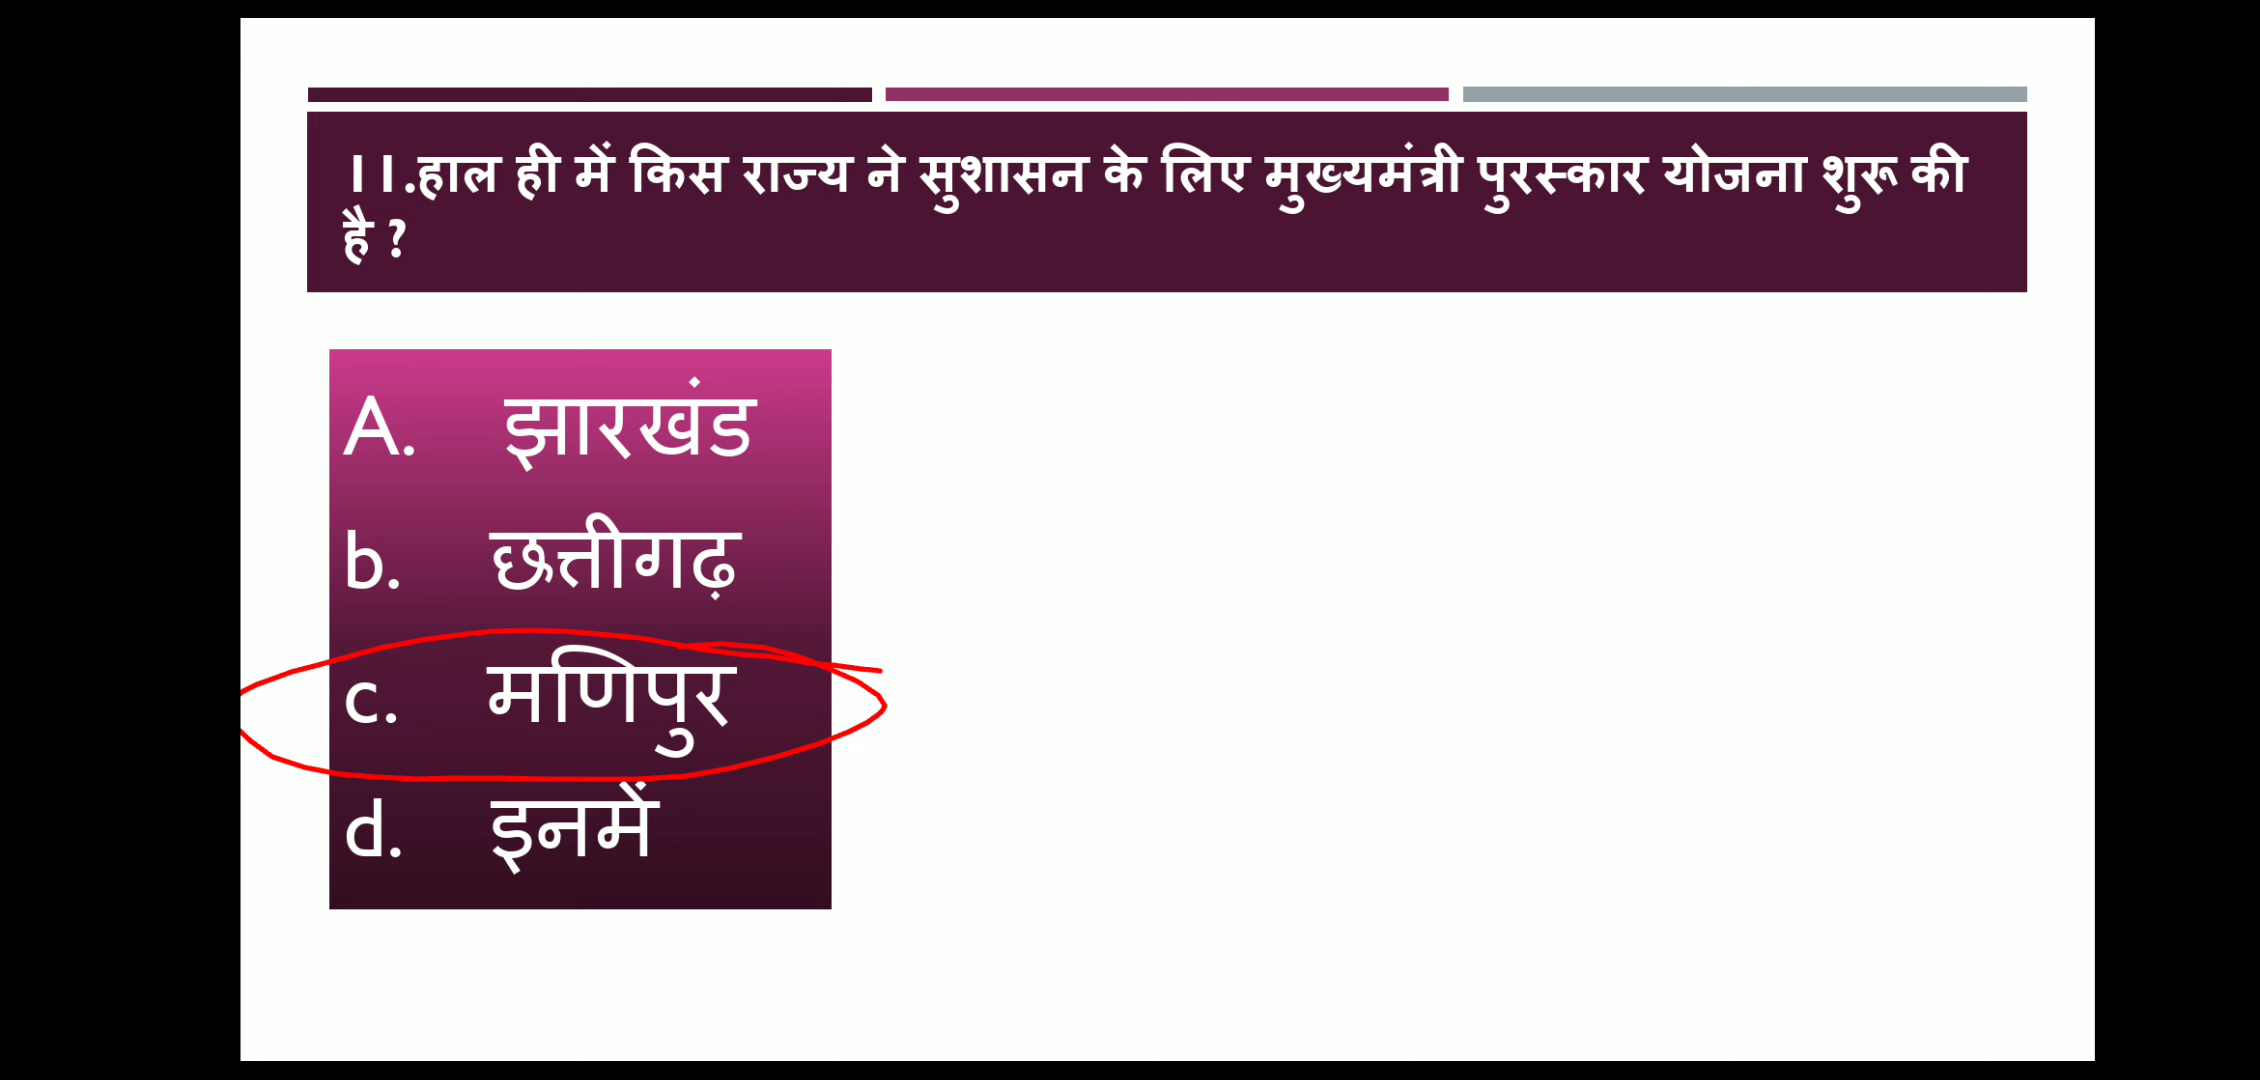 11.हाल ही में किस राज्य ने सुशासन के लिए मुख्यमंत्री पुरस्कार योजना शुरू की
है ?
A. झारखंड
b. छत्तीगढ़
c. मणिपुर
d. इनमें